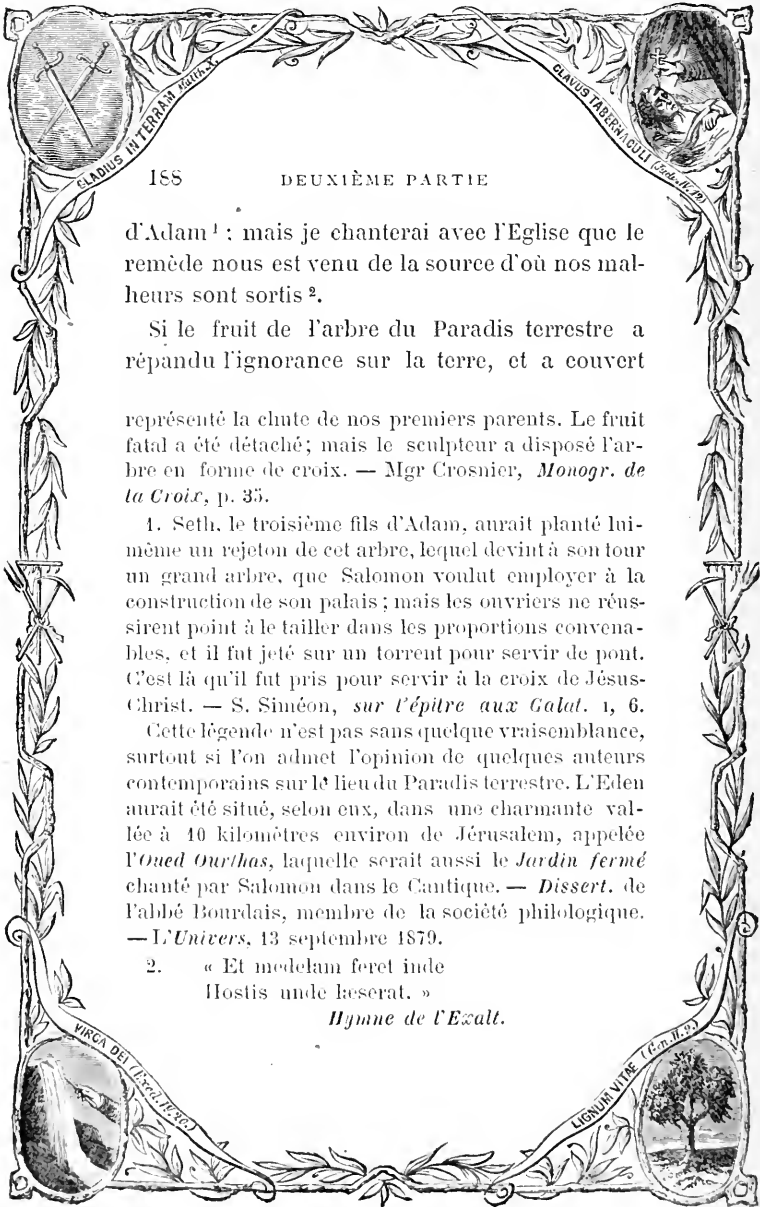 GLADIUS IN TERRAM Matth. X.
CLAVUS TABERNACULI
188 DEUXIÈME PARTIE
d'Adam ¹ : mais je chanterai avec l'Eglise que le
remède nous est venu de la source d'où nos mal-
heurs sont sortis ².
Si le fruit de l'arbre du Paradis terrestre a
répandu l'ignorance sur la terre, et a couvert
représenté la chute de nos premiers parents. Le fruit
fatal a été détaché; mais le sculpteur a disposé l'ar-
bre en forme de croix. — Mgr Crosnier, Monogr. de
la Croix, p. 35.
1. Seth, le troisième fils d'Adam, aurait planté lui-
même un rejeton de cet arbre, lequel devint à son tour
un grand arbre, que Salomon voulut employer à la
construction de son palais ; mais les ouvriers ne réus-
sirent point à le tailler dans les proportions convena-
bles, et il fut jeté sur un torrent pour servir de pont.
C'est là qu'il fut pris pour servir à la croix de Jésus-
Christ. — S. Siméon, sur l'épitre aux Galat. I, 6.
Cette légende n'est pas sans quelque vraisemblance,
surtout si l'on admet l'opinion de quelques auteurs
contemporains sur le lieu du Paradis terrestre. L'Eden
aurait été situé, selon eux, dans une charmante val-
lée à 10 kilomètres environ de Jérusalem, appelée
l'Oued Ourthas, laquelle serait aussi le Jardin fermé
chanté par Salomon dans le Cantique. — Dissert. de
l'abbé Bourdais, membre de la société philologique.
— L'Univers, 13 septembre 1879.
2. « Et medelam ferret inde
Hostis unde læserat. »
Hymne de l'Exalt.
VIRGA DEI
LIGNUM VITAE (Gen. II. 9.)